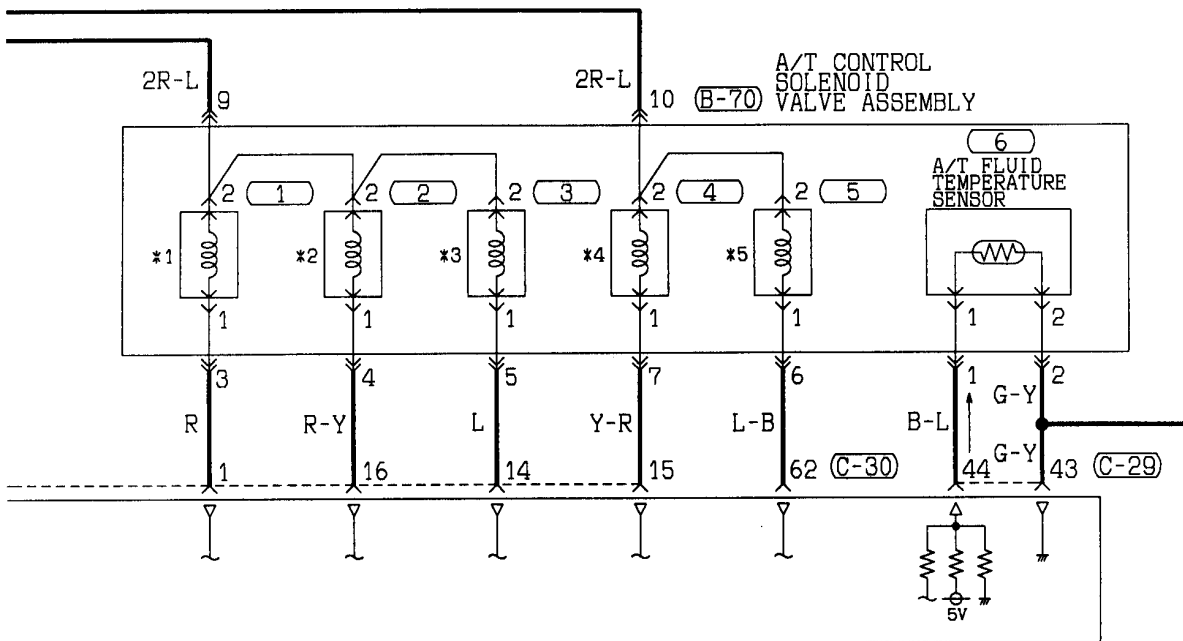 2R-L 9 2R-L 10 B-70 A/T CONTROL
SOLENOID
VALVE ASSEMBLY
6
A/T FLUID
TEMPERATURE
SENSOR
2 1 2 2 2 3 2 4 2 5
*1 *2 *3 *4 *5
1 1 1 1 1 1 2
3 4 5 7 6 1 2
R R-Y L Y-R L-B B-L G-Y
G-Y
1 16 14 15 62 C-30 44 43 C-29
5V